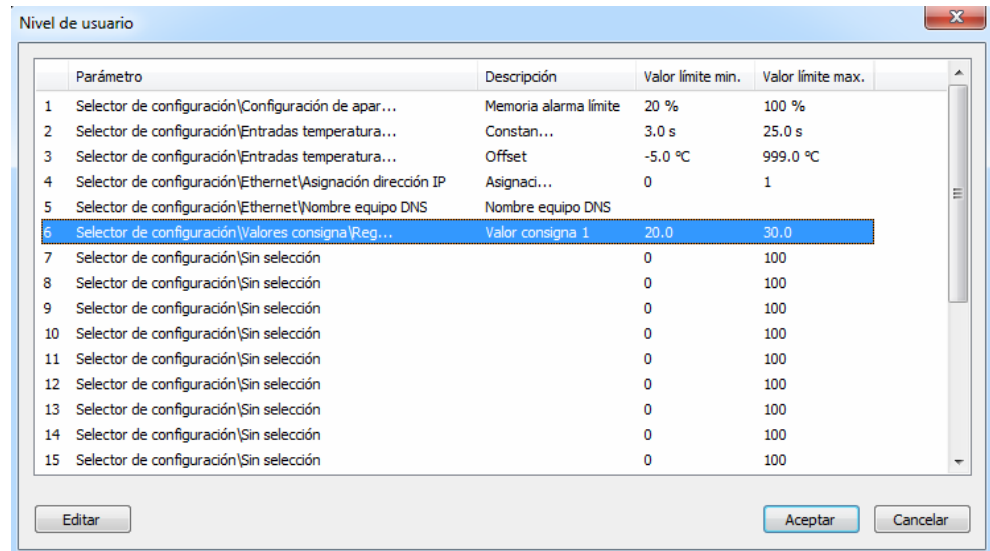 Nivel de usuario
Parámetro Descripción Valor límite min. Valor límite max.
1 Selector de configuración\Configuración de apar... Memoria alarma límite 20 % 100 %
2 Selector de configuración\Entradas temperatura... Constan... 3.0 s 25.0 s
3 Selector de configuración\Entradas temperatura... Offset -5.0 ºC 999.0 ºC
4 Selector de configuración\Ethernet\Asignación dirección IP Asignaci... 0 1
5 Selector de configuración\Ethernet\Nombre equipo DNS Nombre equipo DNS
6 Selector de configuración\Valores consigna\Reg... Valor consigna 1 20.0 30.0
7 Selector de configuración\Sin selección 0 100
8 Selector de configuración\Sin selección 0 100
9 Selector de configuración\Sin selección 0 100
10 Selector de configuración\Sin selección 0 100
11 Selector de configuración\Sin selección 0 100
12 Selector de configuración\Sin selección 0 100
13 Selector de configuración\Sin selección 0 100
14 Selector de configuración\Sin selección 0 100
15 Selector de configuración\Sin selección 0 100
Editar Aceptar Cancelar